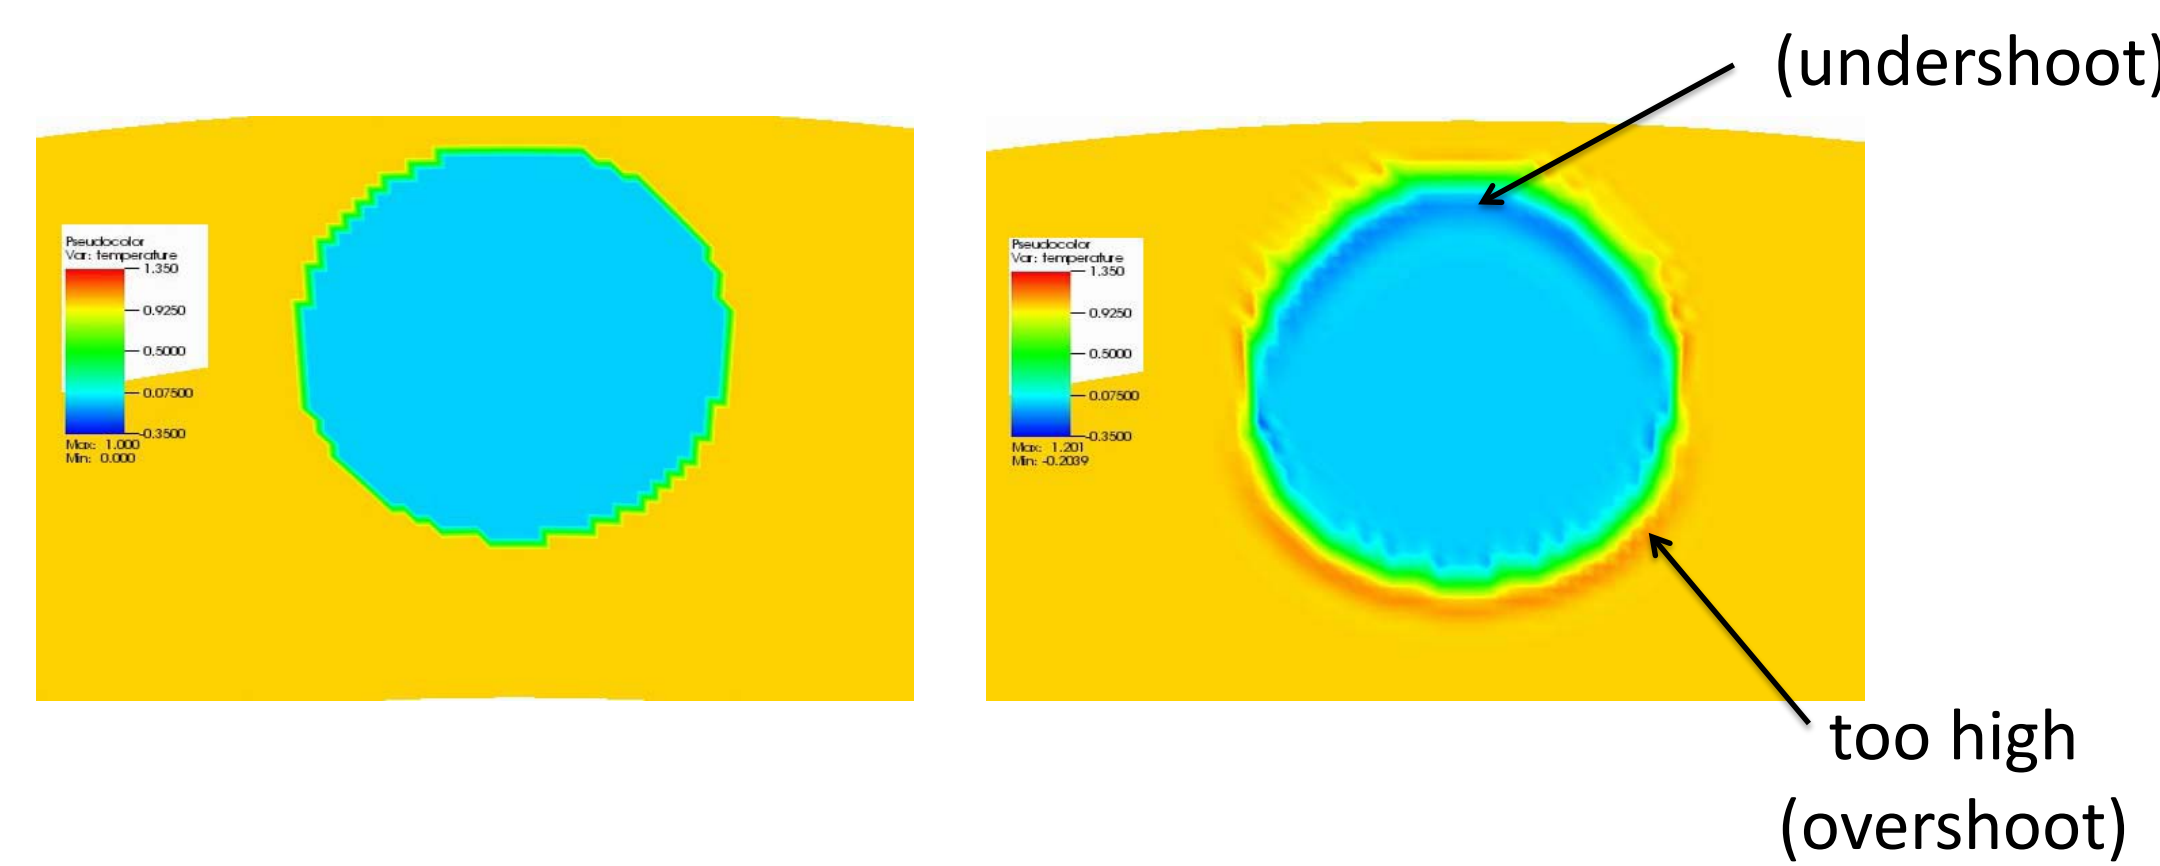 (undershoot)
Pseudocolor
Var: temperature
1.350
0.9250
0.5000
0.07500
-0.3500
Max: 1.000
Min: 0.000
Pseudocolor
Var: temperature
1.350
0.9250
0.5000
0.07500
-0.3500
Max: 1.201
Min: -0.2039
too high
(overshoot)